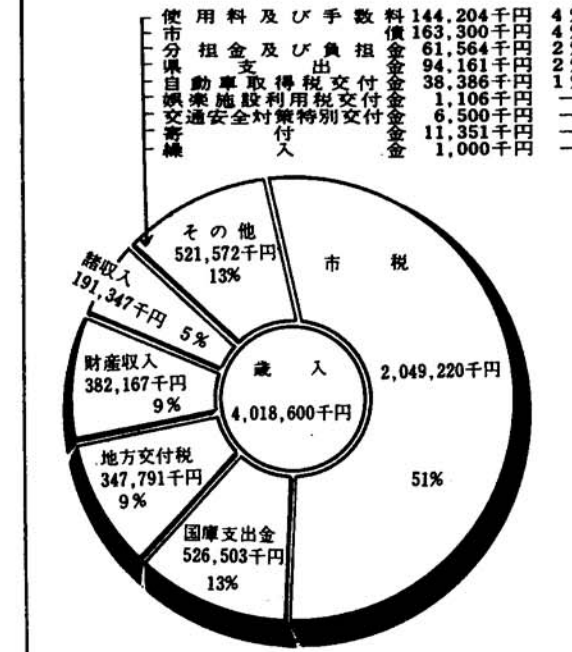 使用料及び手数料 144,204千円 4%
市債 163,300千円 4%
分担金及び負担金 61,564千円 2%
県支出金 94,161千円 2%
自動車取得税交付金 38,386千円 1%
娯楽施設利用税交付金 1,106千円 ―
交通安全対策特別交付金 6,500千円 ―
寄付金 11,351千円 ―
繰入金 1,000千円 ―
その他
521,572千円
13%
市税
2,049,220千円
51%
諸収入
191,347千円
5%
財産収入
382,167千円
9%
歳入
4,018,600千円
地方交付税
347,791千円
9%
国庫支出金
526,503千円
13%